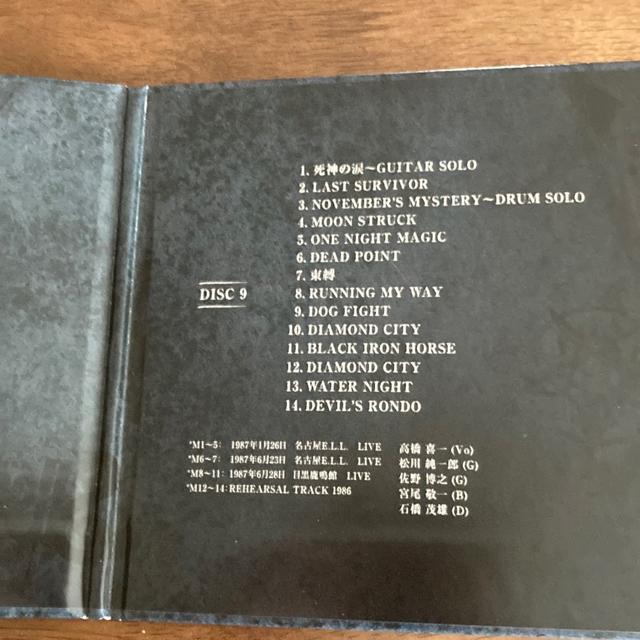 1. 死神の涙～GUITAR SOLO
2. LAST SURVIVOR
3. NOVEMBER'S MYSTERY～DRUM SOLO
4. MOON STRUCK
5. ONE NIGHT MAGIC
6. DEAD POINT
7. 束縛
DISC 9
8. RUNNING MY WAY
9. DOG FIGHT
10. DIAMOND CITY
11. BLACK IRON HORSE
12. DIAMOND CITY
13. WATER NIGHT
14. DEVIL'S RONDO
*M1～5: 1987年1月26日 名古屋E.L.L. LIVE
*M6～7: 1987年6月23日 名古屋E.L.L. LIVE
*M8～11: 1987年6月28日 目黒鹿鳴館 LIVE
*M12～14: REHEARSAL TRACK 1986
高橋 喜一 (Vo)
松川 純一郎 (G)
佐野 博之 (G)
宮尾 敬一 (B)
石橋 茂雄 (D)